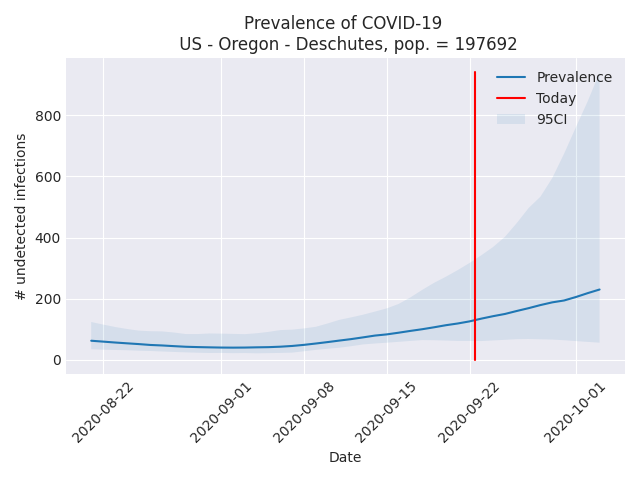 Prevalence of COVID-19
US - Oregon - Deschutes, pop. = 197692
Prevalence
Today
95CI
# undetected infections
800
600
400
200
0
2020-08-22
2020-09-01
2020-09-08
2020-09-15
2020-09-22
2020-10-01
Date